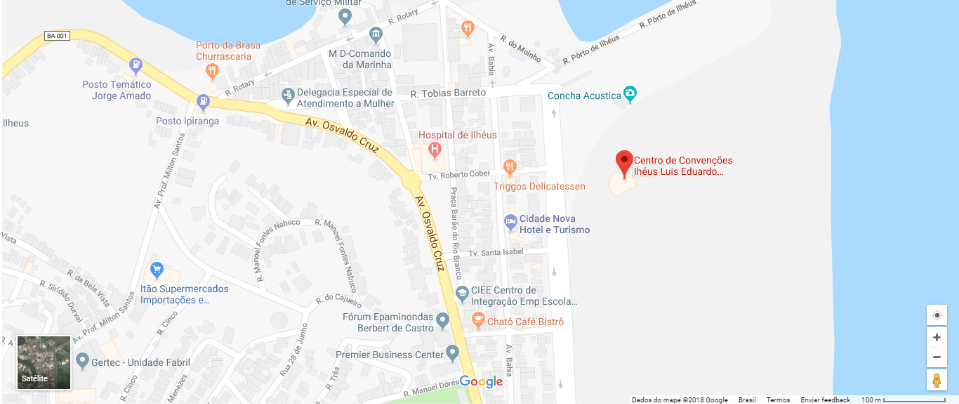 de Serviço Militar
R. Rotary
R. Pôrto de Ilhéus
BA-001
Porto da Brasa
Churrascaria
M D-Comando
da Marinha
Av. Bahia
R. do Moinho
R. Pôrto de Ilhéus
Posto Temático
Jorge Amado
R. Rotary
Delegacia Especial de
Atendimento a Mulher
R. Tobias Barreto
Concha Acustica
Posto Ipiranga
Ilheus
Av. Osvaldo Cruz
Hospital de Ilhéus
Centro de Convenções
Ihéus Luis Eduardo...
Av. Prof. Milton Santos
Tv. Roberto Cober
Triggos Delicatessen
Praça Barão do Rio Branco
Av. Osvaldo Cruz
R. Manoel Fontes Nabuco
R. Manoel Fontes Nabuco
Cidade Nova
Hotel e Turismo
Vista
Tv. Santa Isabel
R. da Bela Vista
R. Siridião Durval
Itão Supermercados
Importações e...
CIEE Centro de
Integração Emp Escola...
R. do Cajueiro
Av. Prof. Milton Santos
R. Cinco
Fórum Epaminondas
Berbert de Castro
Chatô Café Bistrô
Rua 28 de Junho
Premier Business Center
Av. Bahia
Gertec - Unidade Fabril
R. Cinco
Menezes
R. Três
R. Manoel Dórea
Satélite
Google
Dados do mapa ©2018 Google Brasil Termos Enviar feedback 100 m